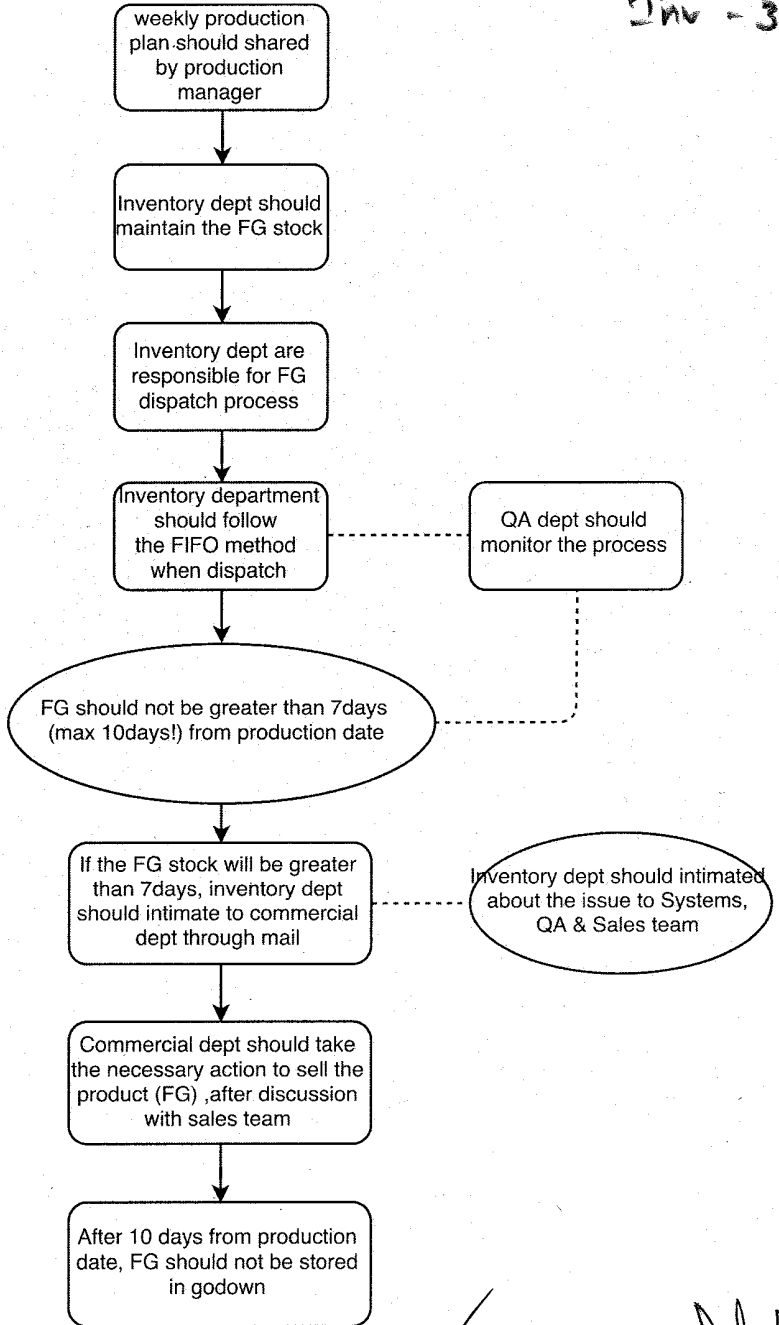 Inv - 3
weekly production
plan should shared
by production
manager
Inventory dept should
maintain the FG stock
Inventory dept are
responsible for FG
dispatch process
Inventory department
should follow
the FIFO method
when dispatch
QA dept should
monitor the process
FG should not be greater than 7days
(max 10days!) from production date
If the FG stock will be greater
than 7days, inventory dept
should intimate to commercial
dept through mail
Inventory dept should intimated
about the issue to Systems,
QA & Sales team
Commercial dept should take
the necessary action to sell the
product (FG) ,after discussion
with sales team
After 10 days from production
date, FG should not be stored
in godown